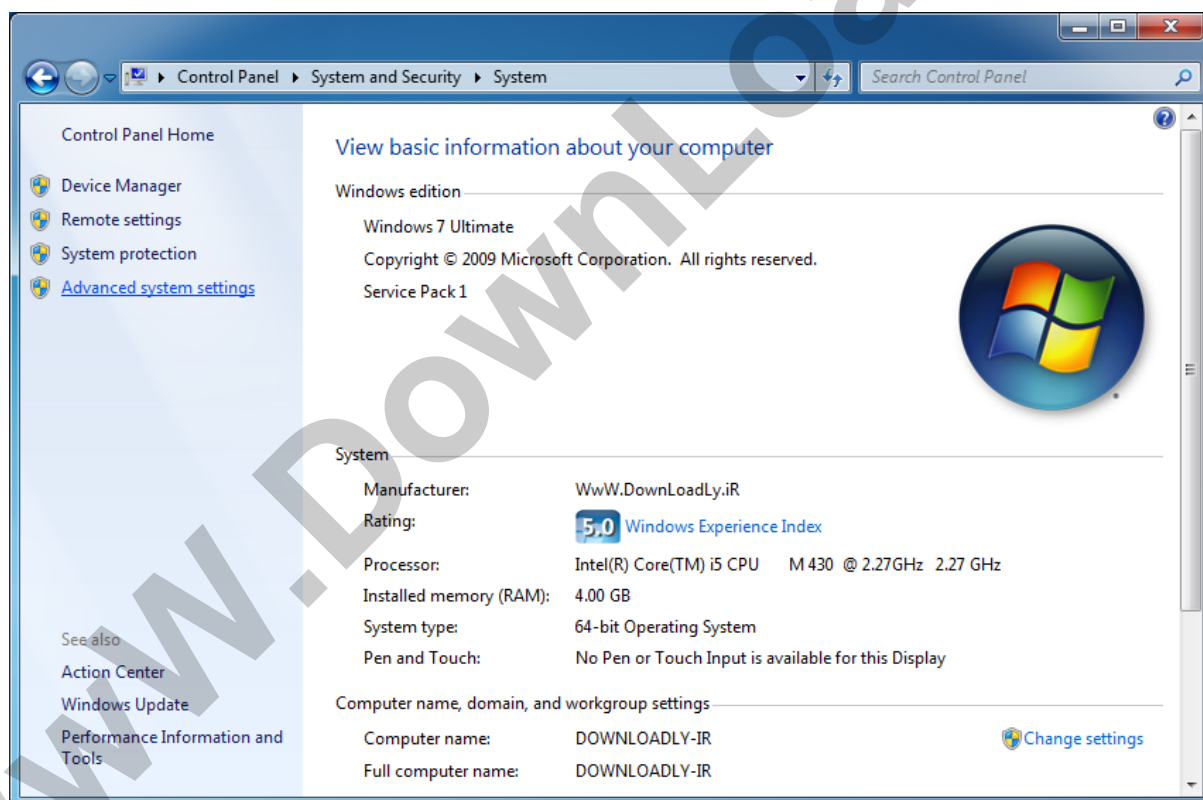 Control Panel ▸ System and Security ▸ System
Search Control Panel
Control Panel Home
Device Manager
Remote settings
System protection
Advanced system settings
View basic information about your computer
Windows edition
Windows 7 Ultimate
Copyright © 2009 Microsoft Corporation. All rights reserved.
Service Pack 1
System
Manufacturer: WwW.DownLoadLy.iR
Rating: 5,0 Windows Experience Index
Processor: Intel(R) Core(TM) i5 CPU M 430 @ 2.27GHz 2.27 GHz
Installed memory (RAM): 4.00 GB
System type: 64-bit Operating System
Pen and Touch: No Pen or Touch Input is available for this Display
Computer name, domain, and workgroup settings
Computer name: DOWNLOADLY-IR
Change settings
Full computer name: DOWNLOADLY-IR
See also
Action Center
Windows Update
Performance Information and
Tools